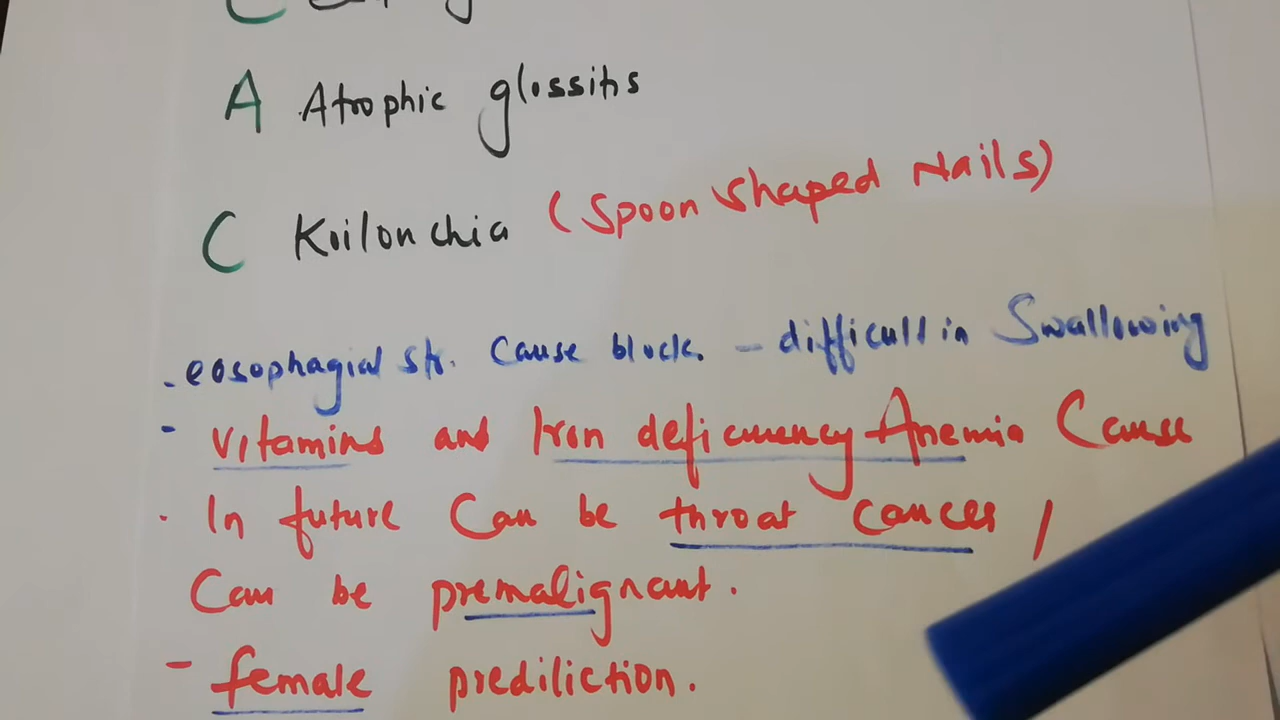 A Atrophic glossitis
C Koilonchia (Spoon Shaped Nails)
- eosophagial str. Cause block. - difficult in Swallowing
- vitamins and Iron deficiency Anemia Cause
. In future Can be throat cancer /
Can be premalignant.
- female prediliction.